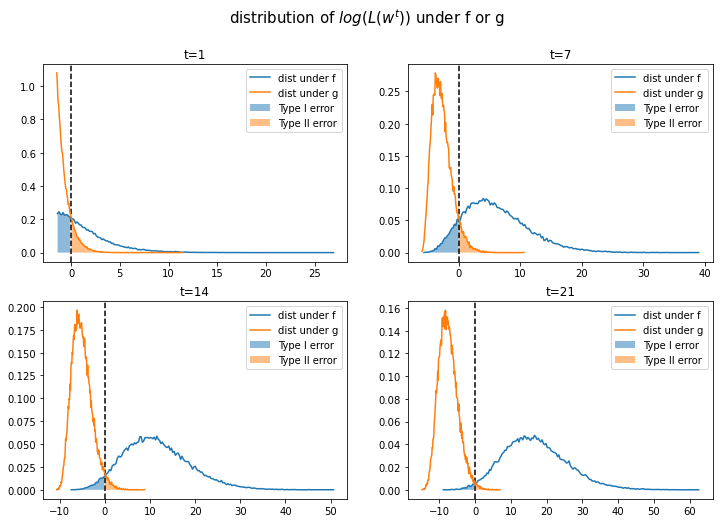 distribution of log(L(w^t)) under f or g
t=1
dist under f
dist under g
Type I error
Type II error
1.0
0.8
0.6
0.4
0.2
0.0
0 5 10 15 20 25
t=7
dist under f
dist under g
Type I error
Type II error
0.25
0.20
0.15
0.10
0.05
0.00
0 10 20 30 40
t=14
dist under f
dist under g
Type I error
Type II error
0.200
0.175
0.150
0.125
0.100
0.075
0.050
0.025
0.000
−10 0 10 20 30 40 50
t=21
dist under f
dist under g
Type I error
Type II error
0.16
0.14
0.12
0.10
0.08
0.06
0.04
0.02
0.00
−10 0 10 20 30 40 50 60